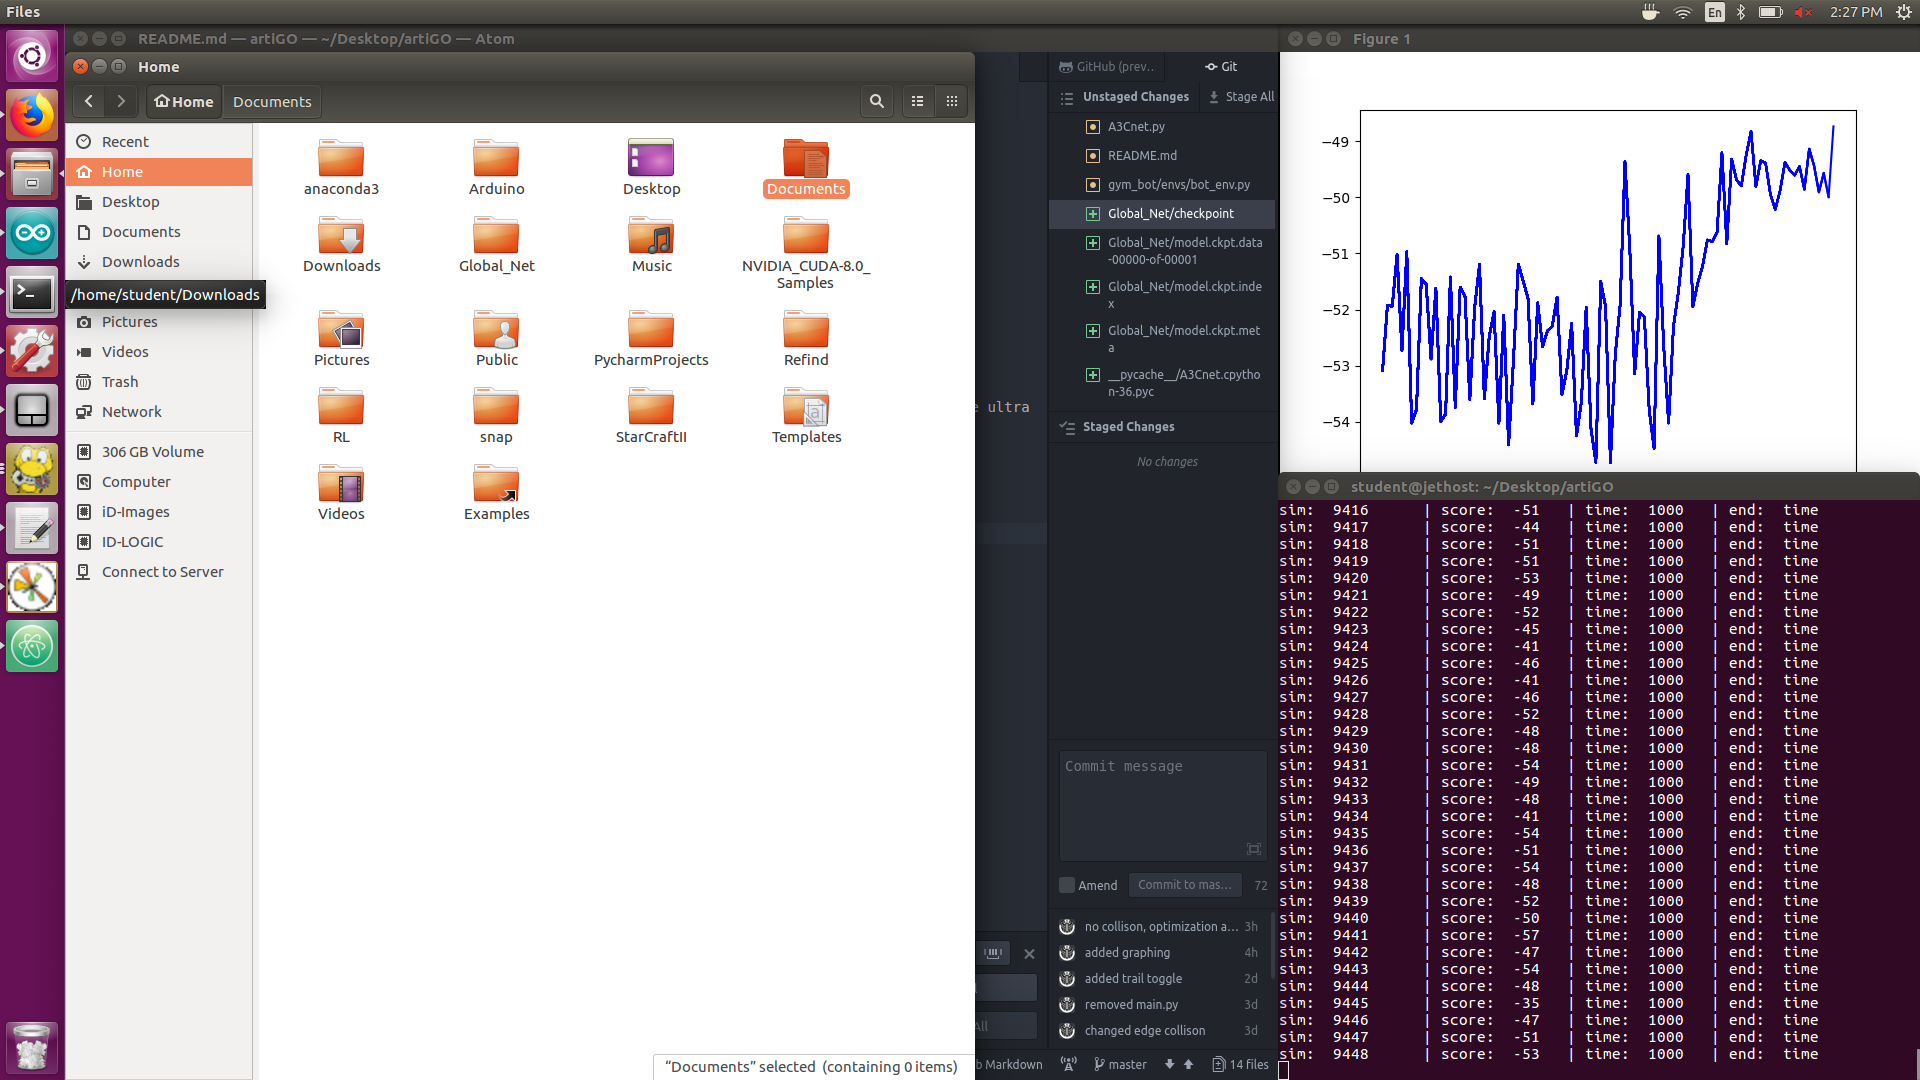 Files
En
2:27 PM
README.md — artiGO — ~/Desktop/artiGO — Atom
Figure 1
Home
Home
Documents
Recent
Home
Desktop
Documents
Downloads
/home/student/Downloads
Pictures
Videos
Trash
Network
306 GB Volume
Computer
iD-Images
ID-LOGIC
Connect to Server
anaconda3
Arduino
Desktop
Documents
Downloads
Global_Net
Music
NVIDIA_CUDA-8.0_
Samples
Pictures
Public
PycharmProjects
Refind
RL
snap
StarCraftII
Templates
Videos
Examples
"Documents" selected (containing 0 items)
ultra
All
Markdown
GitHub (prev..
Git
Unstaged Changes
Stage All
A3Cnet.py
README.md
gym_bot/envs/bot_env.py
Global_Net/checkpoint
Global_Net/model.ckpt.data
-00000-of-00001
Global_Net/model.ckpt.inde
x
Global_Net/model.ckpt.met
a
__pycache__/A3Cnet.cpytho
n-36.pyc
Staged Changes
No changes
Commit message
Amend
Commit to mas...
72
no collison, optimization a... 3h
added graphing 4h
added trail toggle 2d
removed main.py 3d
changed edge collison 3d
master
14 files
−49
−50
−51
−52
−53
−54
student@jethost: ~/Desktop/artiGO
sim: 9416 | score: -51 | time: 1000 | end: time
sim: 9417 | score: -44 | time: 1000 | end: time
sim: 9418 | score: -51 | time: 1000 | end: time
sim: 9419 | score: -51 | time: 1000 | end: time
sim: 9420 | score: -53 | time: 1000 | end: time
sim: 9421 | score: -49 | time: 1000 | end: time
sim: 9422 | score: -52 | time: 1000 | end: time
sim: 9423 | score: -45 | time: 1000 | end: time
sim: 9424 | score: -41 | time: 1000 | end: time
sim: 9425 | score: -46 | time: 1000 | end: time
sim: 9426 | score: -41 | time: 1000 | end: time
sim: 9427 | score: -46 | time: 1000 | end: time
sim: 9428 | score: -52 | time: 1000 | end: time
sim: 9429 | score: -48 | time: 1000 | end: time
sim: 9430 | score: -48 | time: 1000 | end: time
sim: 9431 | score: -54 | time: 1000 | end: time
sim: 9432 | score: -49 | time: 1000 | end: time
sim: 9433 | score: -48 | time: 1000 | end: time
sim: 9434 | score: -41 | time: 1000 | end: time
sim: 9435 | score: -54 | time: 1000 | end: time
sim: 9436 | score: -51 | time: 1000 | end: time
sim: 9437 | score: -54 | time: 1000 | end: time
sim: 9438 | score: -48 | time: 1000 | end: time
sim: 9439 | score: -52 | time: 1000 | end: time
sim: 9440 | score: -50 | time: 1000 | end: time
sim: 9441 | score: -57 | time: 1000 | end: time
sim: 9442 | score: -47 | time: 1000 | end: time
sim: 9443 | score: -54 | time: 1000 | end: time
sim: 9444 | score: -48 | time: 1000 | end: time
sim: 9445 | score: -35 | time: 1000 | end: time
sim: 9446 | score: -47 | time: 1000 | end: time
sim: 9447 | score: -51 | time: 1000 | end: time
sim: 9448 | score: -53 | time: 1000 | end: time